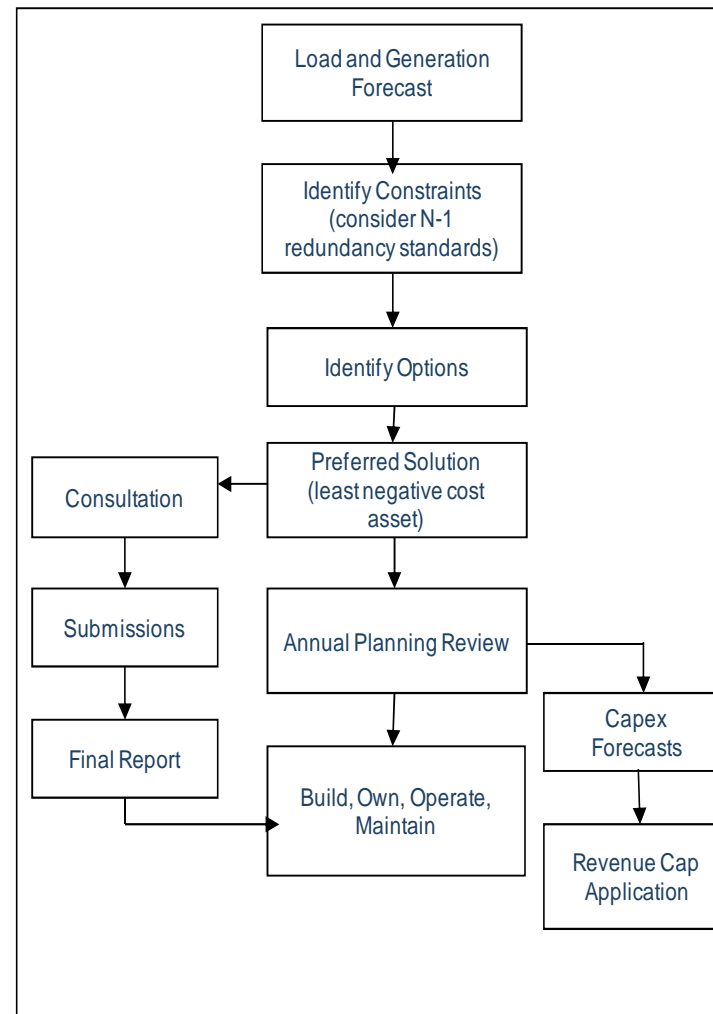 Load and Generation
Forecast
Identify Constraints
(consider N-1
redundancy standards)
Identify Options
Preferred Solution
(least negative cost
asset)
Consultation
Submissions
Annual Planning Review
Final Report
Capex
Forecasts
Build, Own, Operate,
Maintain
Revenue Cap
Application